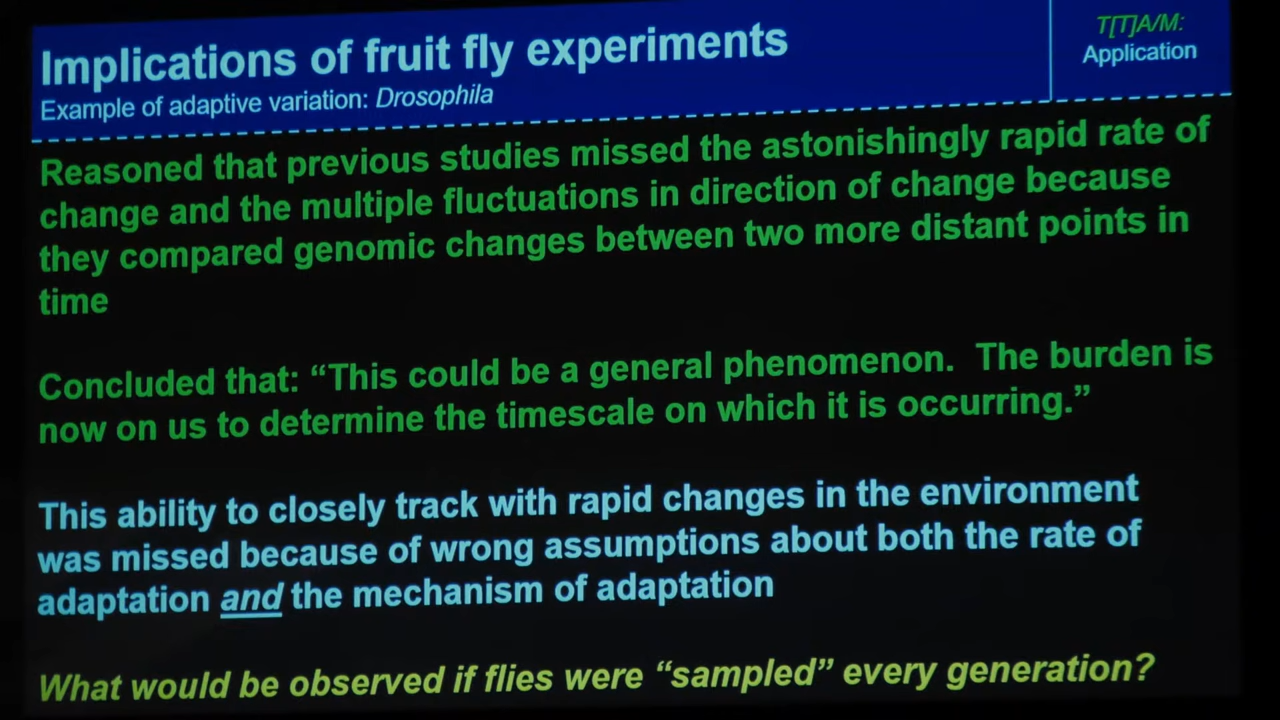 Implications of fruit fly experiments
Example of adaptive variation: Drosophila
T[T]A/M:
Application
Reasoned that previous studies missed the astonishingly rapid rate of
change and the multiple fluctuations in direction of change because
they compared genomic changes between two more distant points in
time
Concluded that: “This could be a general phenomenon.  The burden is
now on us to determine the timescale on which it is occurring.”
This ability to closely track with rapid changes in the environment
was missed because of wrong assumptions about both the rate of
adaptation and the mechanism of adaptation
What would be observed if flies were “sampled” every generation?